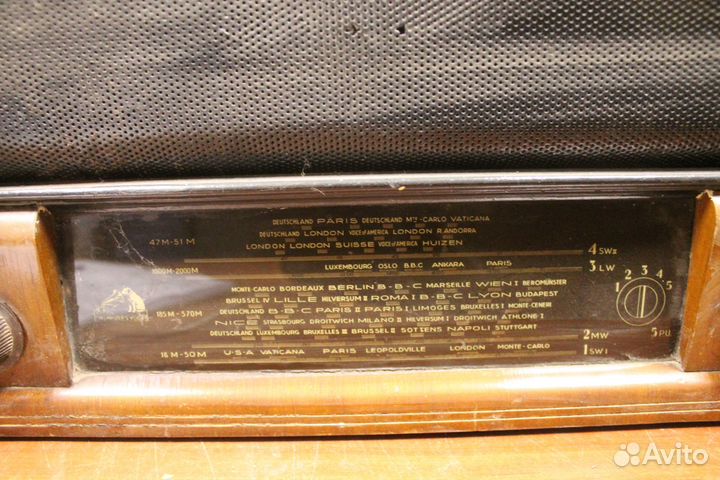 DEUTSCHLAND PARIS DEUTSCHLAND MTE-CARLO VATICANA
DEUTSCHLAND LONDON VOICE of AMERICA LONDON R.ANDORRA
47M-51M LONDON LONDON SUISSE VOICE of AMERICA HUIZEN 4 SWII
1000M-2000M LUXEMBOURG OSLO B.B.C ANKARA PARIS 3 LW
MONTE-CARLO BORDEAUX BERLIN B-B-C MARSEILLE WIEN I BEROMÜNSTER
BRUSSEL IV LILLE HILVERSUM II ROMA I B-B-C LYON BUDAPEST
185M-570M DEUTSCHLAND B-B-C PARIS II PARIS I LIMOGES BRUXELLES I MONTE-CENERI
NICE STRASBOURG DROITWICH MILANO II HILVERSUM I DROITWICH ATHLONE I
DEUTSCHLAND LUXEMBOURG BRUXELLES II BRUSSEL II SOTTENS NAPOLI STUTTGART 2 MW
16M-50M U-S-A VATICANA PARIS LEOPOLDVILLE LONDON MONTE-CARLO 1 SWI
1 2 3 4 5
5 PU.
Avito